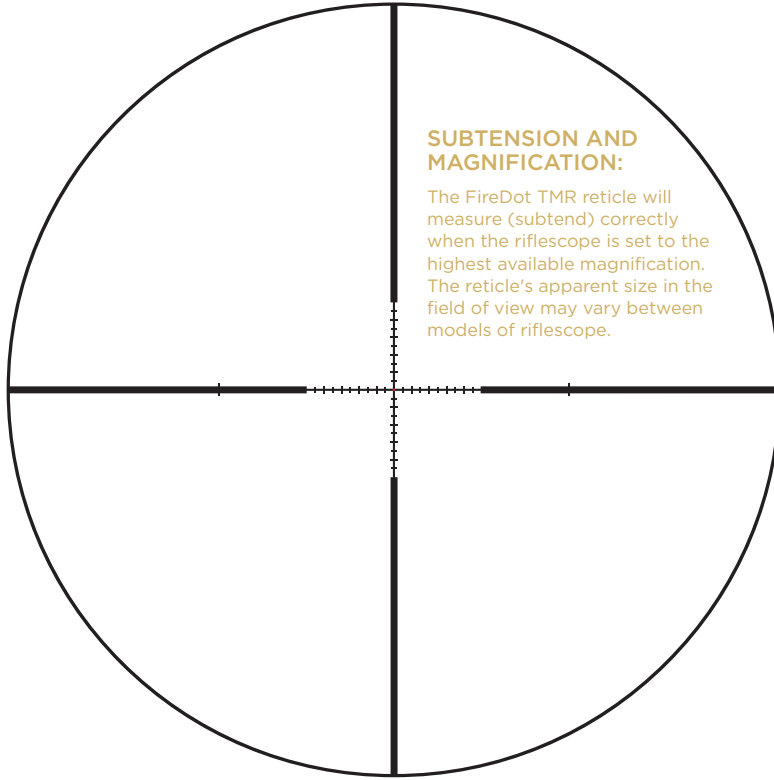 SUBTENSION AND
MAGNIFICATION:
The FireDot TMR reticle will
measure (subtend) correctly
when the riflescope is set to the
highest available magnification.
The reticle's apparent size in the
field of view may vary between
models of riflescope.